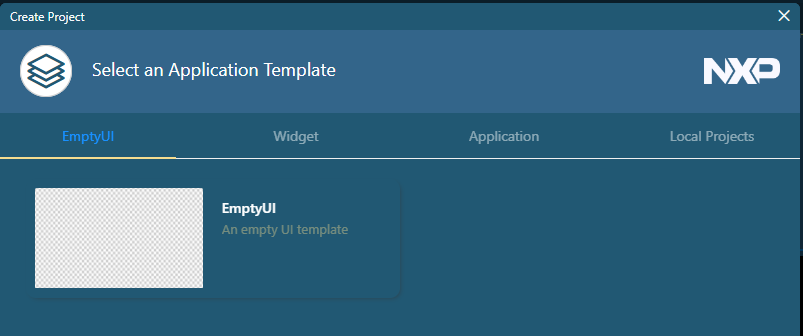 Create Project
Select an Application Template
NXP
EmptyUI
Widget
Application
Local Projects
EmptyUI
An empty UI template